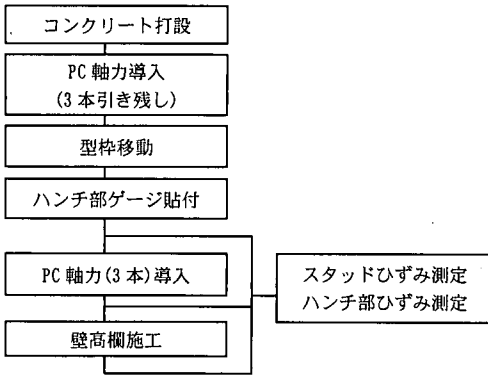 コンクリート打設
PC 軸力導入
(3 本引き残し)
型枠移動
ハンチ部ゲージ貼付
PC 軸力(3 本)導入
壁高欄施工
スタッドひずみ測定
ハンチ部ひずみ測定